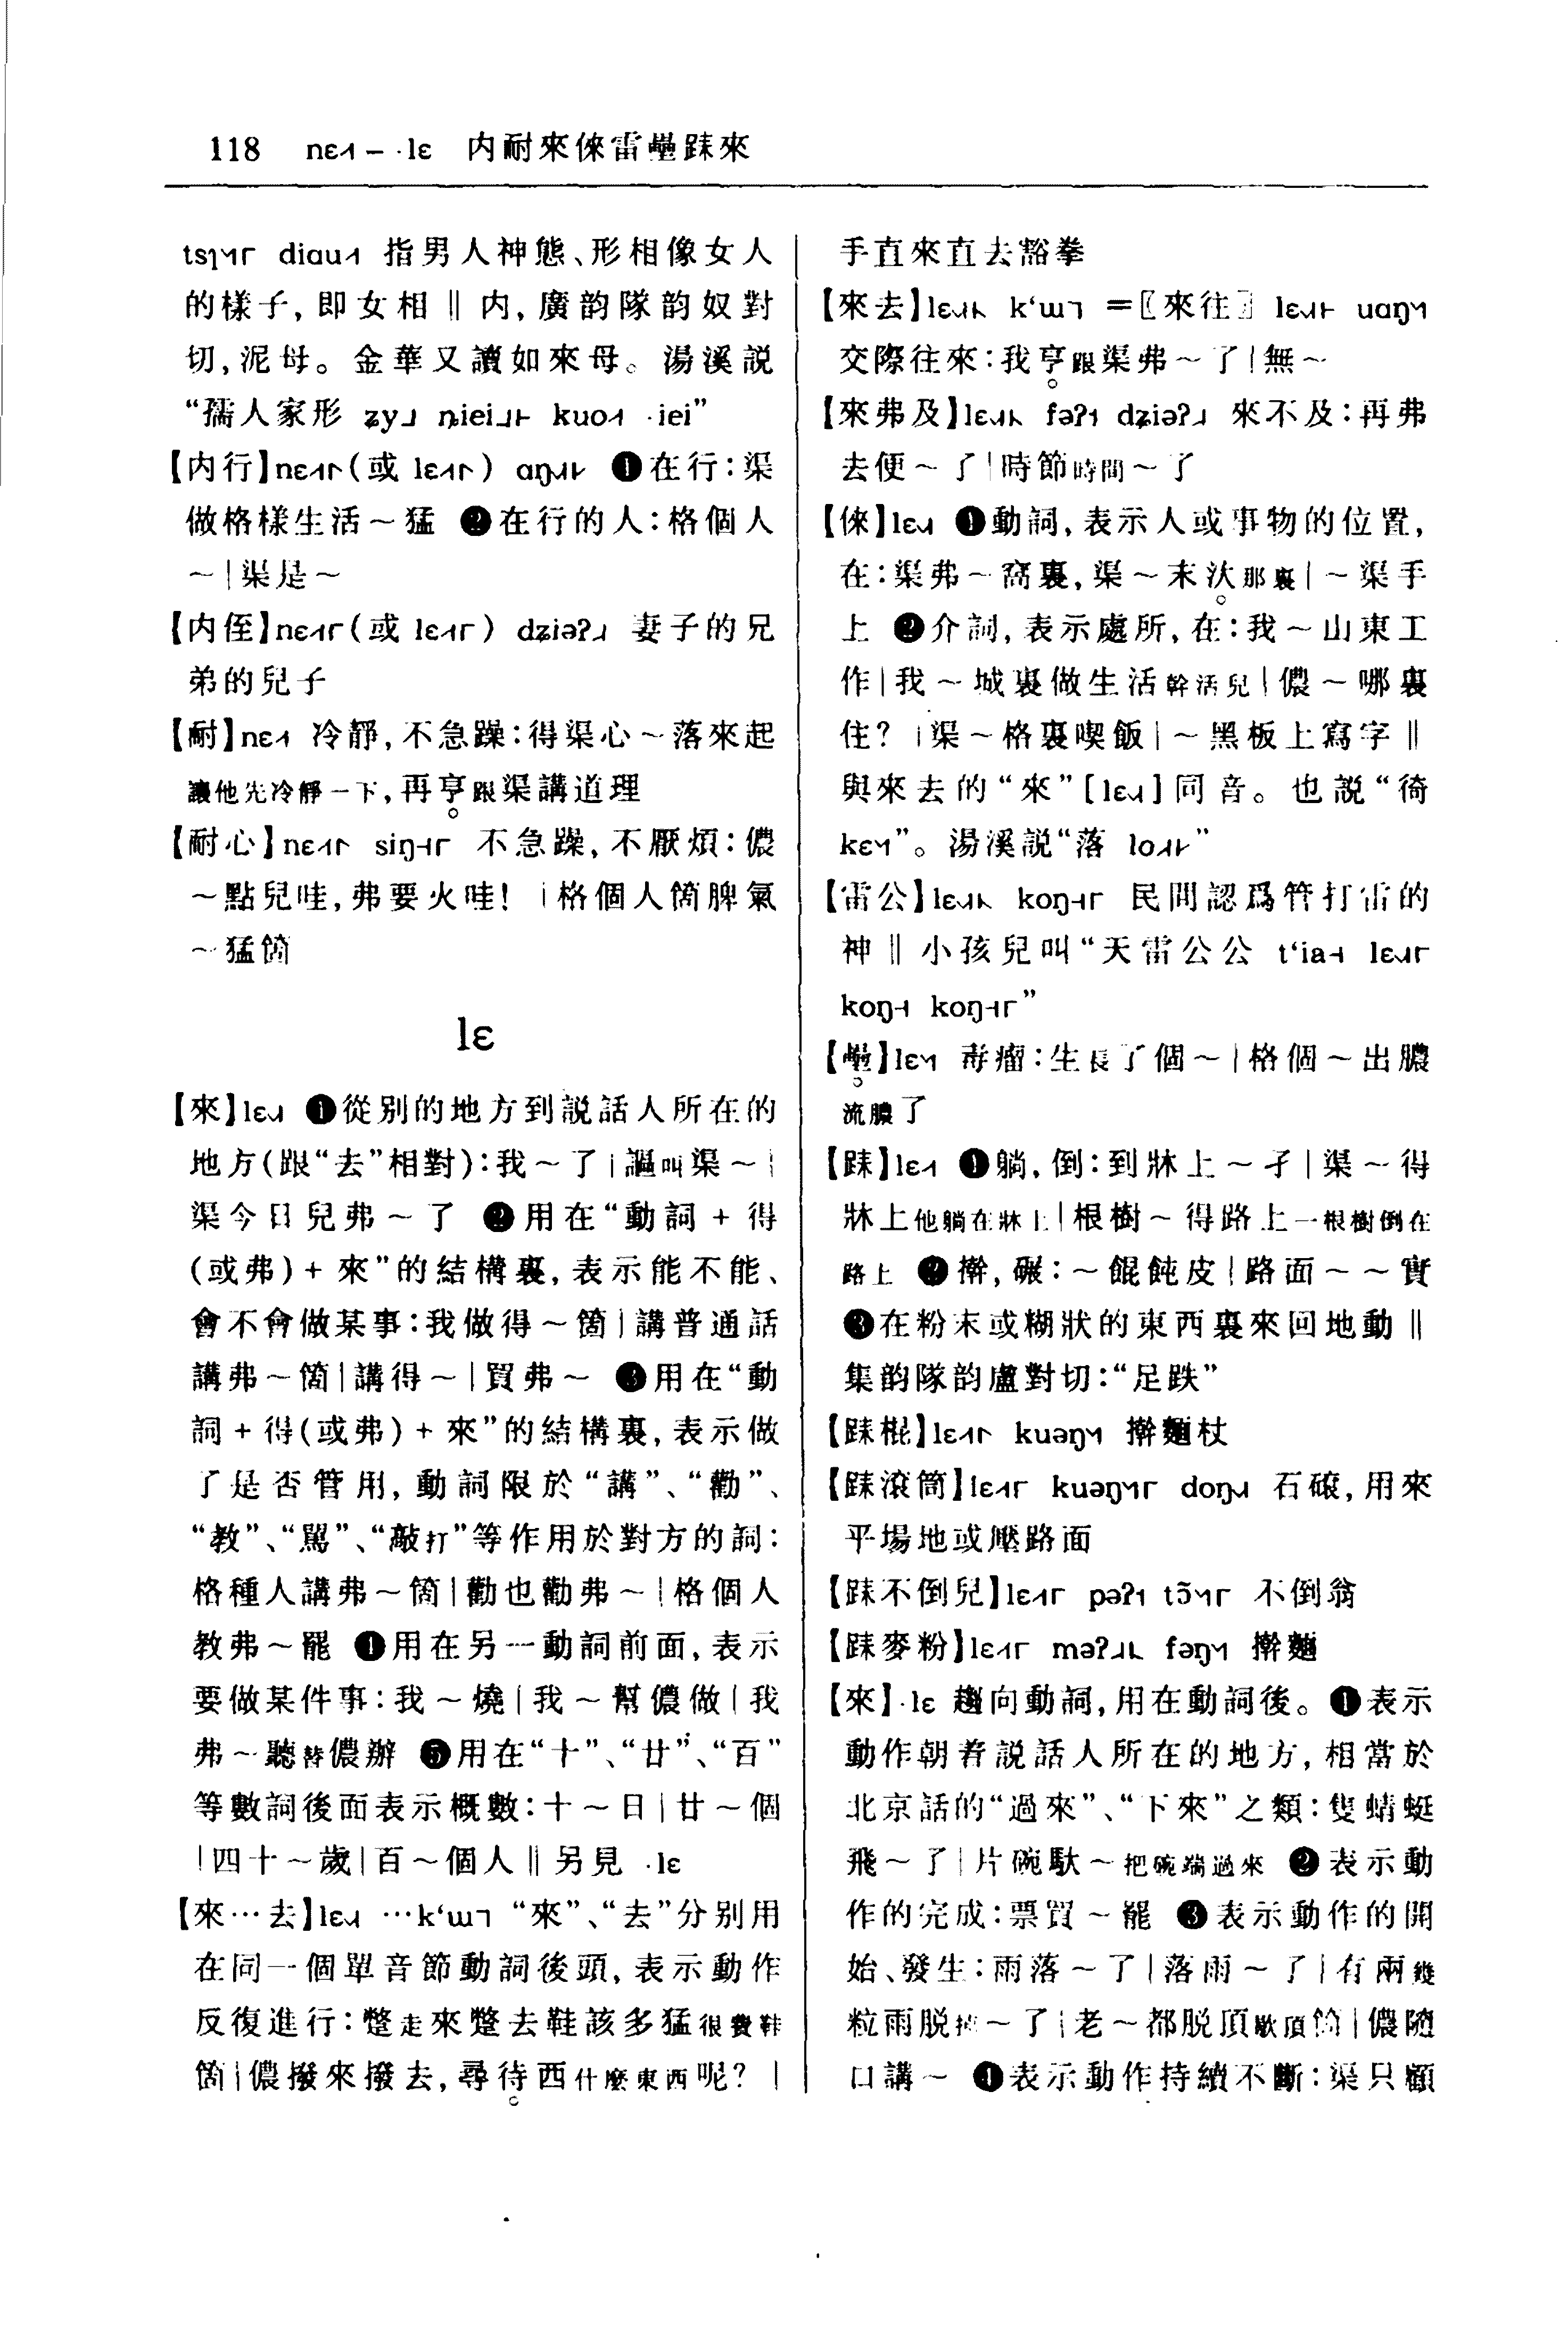 118 nɛ˧˥ — ·lɛ 内耐來倈雷壘䠭來
tsɿ diɑu 指男人神態、形相像女人
的樣子,即女相‖内,廣韵隊韵奴對
切,泥母。金華又讀如來母。湯溪説
“孺人家形 ʑy ȵiei kuo ·iei”
【内行】nɛ(或 lɛ) ɑŋ ❶在行:渠
做格樣生活~猛 ❷在行的人:格個人
~|渠是~
【内侄】nɛ(或 lɛ) dʑiəʔ 妻子的兄
弟的兒子
【耐】nɛ 冷靜,不急躁:得渠心~落來起
讓他先冷靜一下,再亨跟渠講道理
【耐心】nɛ siŋ 不急躁,不厭煩:儂
~點兒哇,弗要火哇!|格個人箇脾氣
~猛箇
lɛ
【來】lɛ ❶從别的地方到説話人所在的
地方(跟“去”相對):我~了|謳叫渠~|
渠今日兒弗~了 ❷用在“動詞+得
(或弗)+來”的結構裏,表示能不能、
會不會做某事:我做得~箇|講普通話
講弗~箇|講得~|買弗~ ❸用在“動
詞+得(或弗)+來”的結構裏,表示做
了是否管用,動詞限於“講”、“勸”、
“教”、“駡”、“敲打”等作用於對方的詞:
格種人講弗~箇|勸也勸弗~|格個人
教弗~罷 ❹用在另一動詞前面,表示
要做某件事:我~燒|我~幫儂做|我
弗~聽替儂辦 ❺用在“十”、“廿”、“百”
等數詞後面表示概數:十~日|廿~個
|四十~歲|百~個人‖另見 ·lɛ
【來…去】lɛ …k‘ɯ “來”、“去”分别用
在同一個單音節動詞後頭,表示動作
反復進行:蹩走來蹩去鞋該多猛很費鞋
箇|儂撥來撥去,尋待西什麽東西呢?|
手直來直去豁拳
【來去】lɛ k‘ɯ =〖來往〗 lɛ uɑŋ
交際往來:我亨跟渠弗~了|無~
【來弗及】lɛ fəʔ dʑiəʔ 來不及:再弗
去便~了|時節時間~了
【倈】lɛ ❶動詞,表示人或事物的位置,
在:渠弗~窩裏,渠~末汏那裏|~渠手
上 ❷介詞,表示處所,在:我~山東工
作|我~城裏做生活幹活兒|儂~哪裏
住?|渠~格裏喫飯|~黑板上寫字‖
與來去的“來”[lɛ]同音。也説“徛
kɛ”。湯溪説“落 lo”
【雷公】lɛ koŋ 民間認爲管打雷的
神‖小孩兒叫“天雷公公 t‘ia lɛ
koŋ koŋ”
【壘】lɛ 毒瘤:生長了個~|格個~出膿
流膿了
【䠭】lɛ ❶躺,倒:到牀上~孑|渠~得
牀上他躺在牀上|根樹~得路上一根樹倒在
路上 ❷擀,碾:~餛飩皮|路面~~實
❸在粉末或糊狀的東西裏來回地動‖
集韵隊韵盧對切:“足跌”
【䠭棍】lɛ kuəŋ 擀麵杖
【䠭滾筒】lɛ kuəŋ doŋ 石磙,用來
平場地或壓路面
【䠭不倒兒】lɛ pəʔ tɔ̃ 不倒翁
【䠭麥粉】lɛ məʔ fəŋ 擀麵
【來】·lɛ 趨向動詞,用在動詞後。❶表示
動作朝着説話人所在的地方,相當於
北京話的“過來”、“下來”之類:隻蜻蜓
飛~了|片碗馱~把碗端過來 ❷表示動
作的完成:票買~罷 ❸表示動作的開
始、發生:雨落~了|落雨~了|有兩幾
粒雨脱掉~了|老~都脱頂歇頂箇|儂隨
口講~ ❹表示動作持續不斷:渠只顧